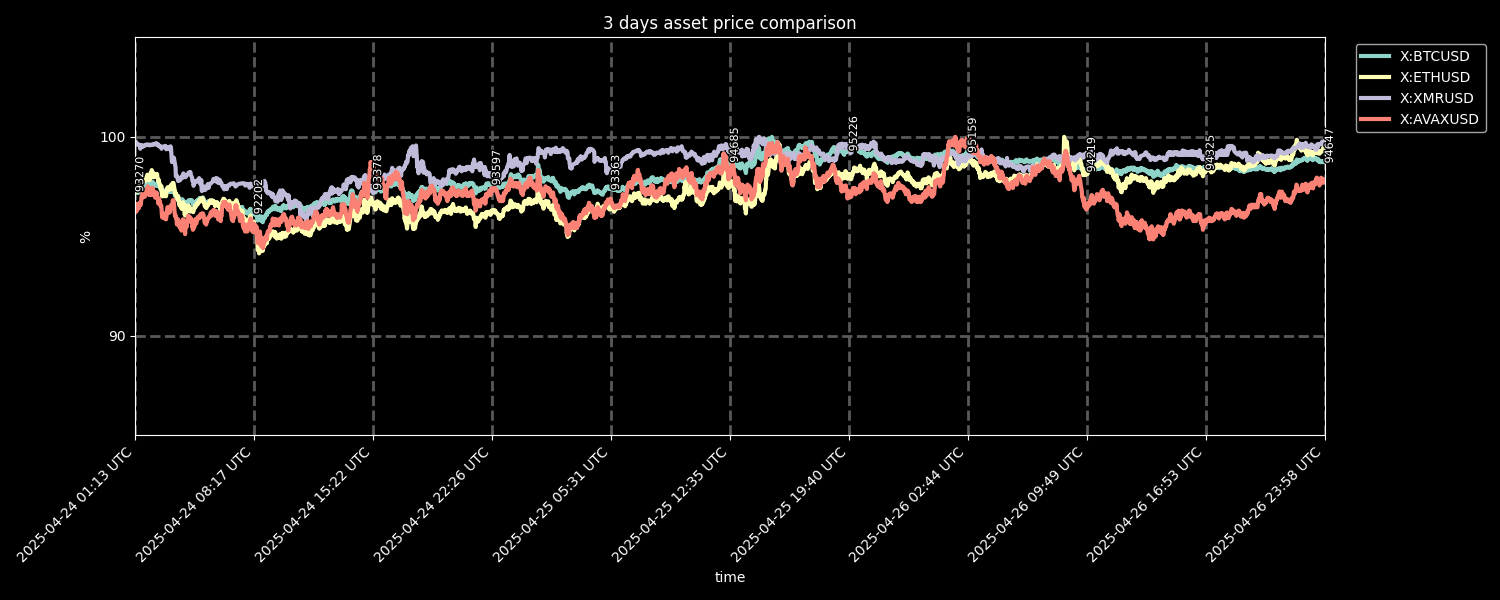 3 days asset price comparison
X:BTCUSD
X:ETHUSD
X:XMRUSD
X:AVAXUSD
100
90
%
93270
92202
93378
93597
93363
94685
95226
95159
94219
94325
94647
2025-04-24 01:13 UTC
2025-04-24 08:17 UTC
2025-04-24 15:22 UTC
2025-04-24 22:26 UTC
2025-04-25 05:31 UTC
2025-04-25 12:35 UTC
2025-04-25 19:40 UTC
2025-04-26 02:44 UTC
2025-04-26 09:49 UTC
2025-04-26 16:53 UTC
2025-04-26 23:58 UTC
time